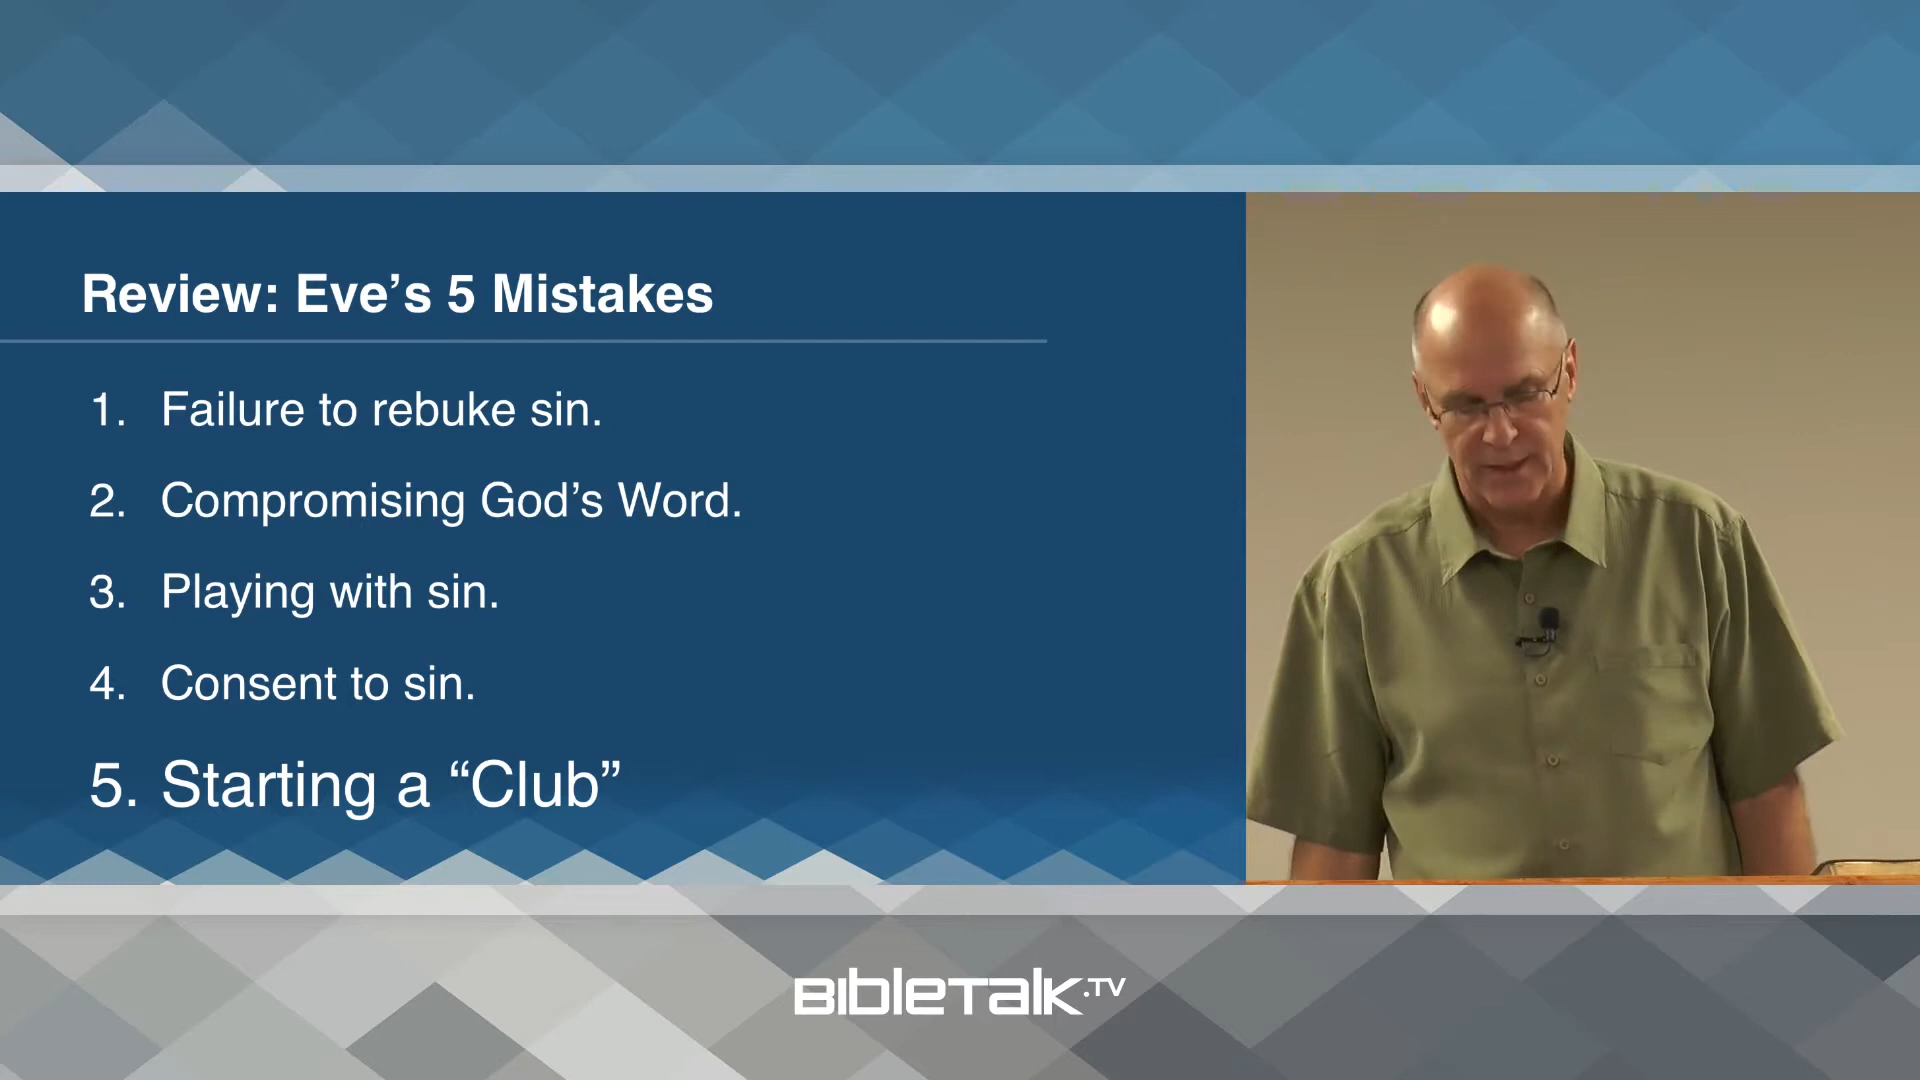 Review: Eve’s 5 Mistakes
1. Failure to rebuke sin.
2. Compromising God’s Word.
3. Playing with sin.
4. Consent to sin.
5. Starting a “Club”
BibleTalk.TV